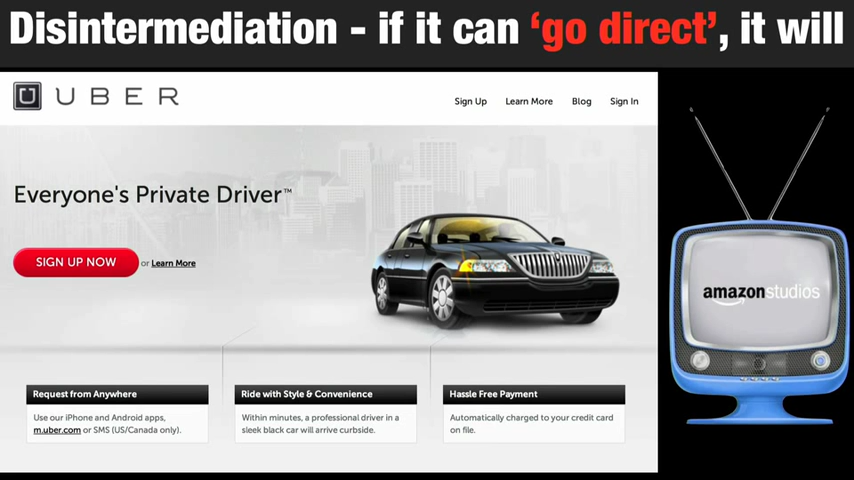 Disintermediation - if it can ‘go direct’, it will
U UBER
Sign Up Learn More Blog Sign In
Everyone's Private Driver™
SIGN UP NOW or Learn More
amazonstudios
Request from Anywhere
Use our iPhone and Android apps,
m.uber.com or SMS (US/Canada only).
Ride with Style & Convenience
Within minutes, a professional driver in a
sleek black car will arrive curbside.
Hassle Free Payment
Automatically charged to your credit card
on file.